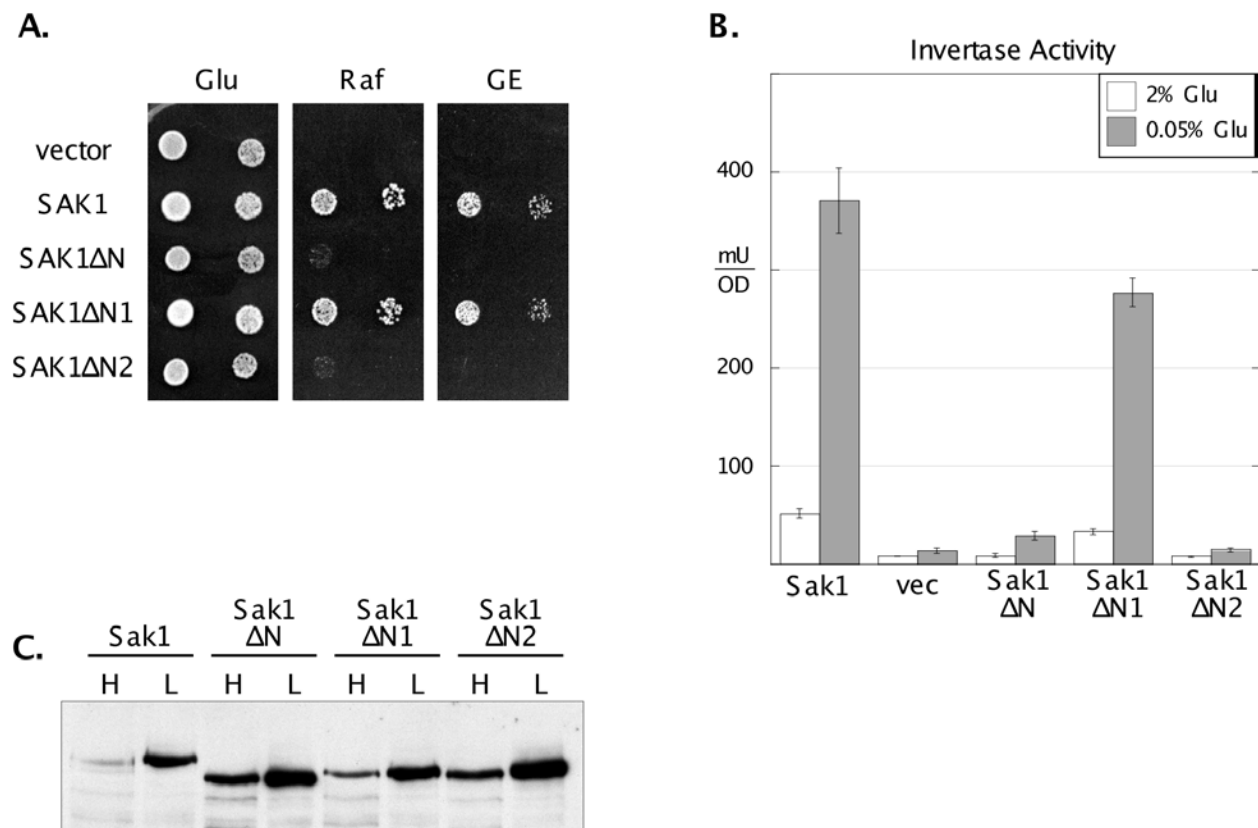 A.
Glu Raf GE
vector
SAK1
SAK1ΔN
SAK1ΔN1
SAK1ΔN2
B.
Invertase Activity
2% Glu
0.05% Glu
400
mU
OD
200
100
Sak1 vec Sak1 ΔN Sak1 ΔN1 Sak1 ΔN2
C.
Sak1 Sak1 ΔN Sak1 ΔN1 Sak1 ΔN2
H L H L H L H L